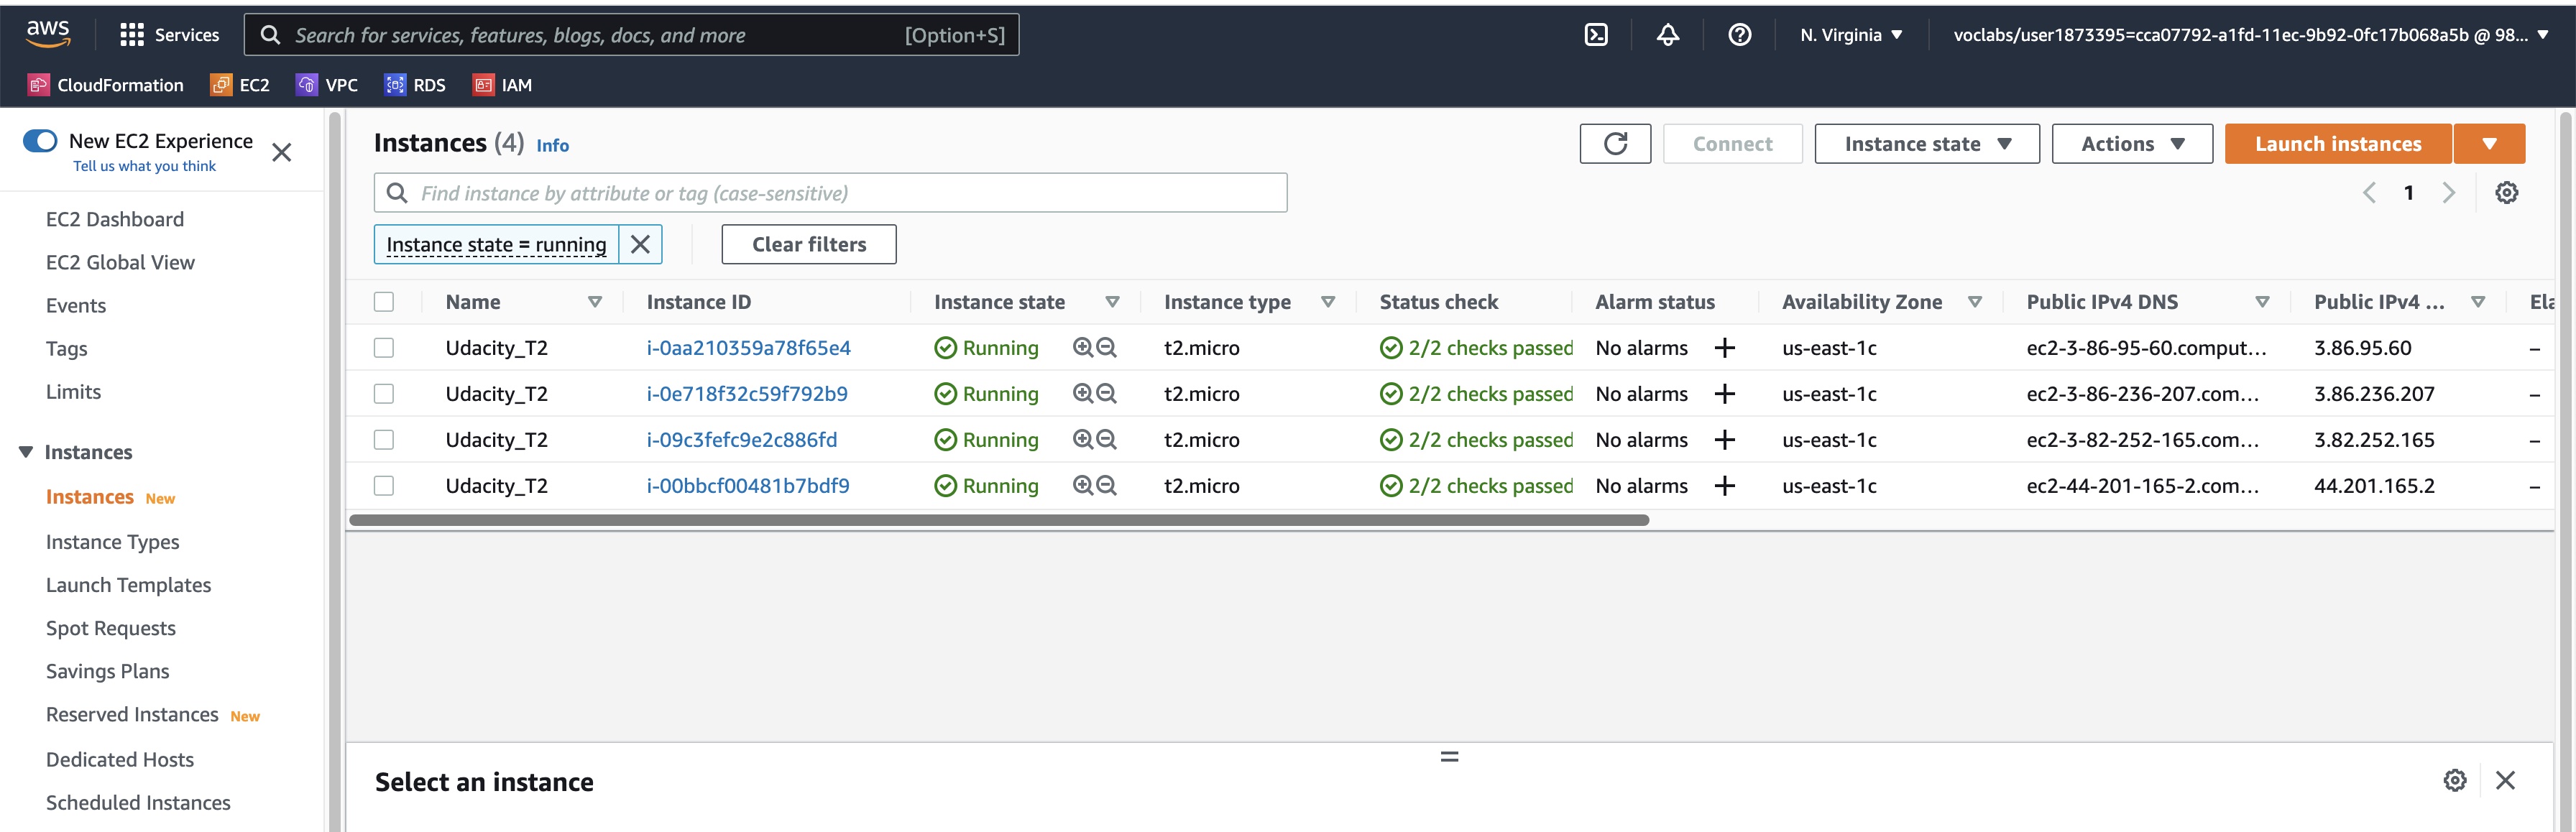 aws Services Search for services, features, blogs, docs, and more [Option+S] N. Virginia voclabs/user1873395=cca07792-a1fd-11ec-9b92-0fc17b068a5b @ 98...
CloudFormation EC2 VPC RDS IAM
New EC2 Experience
Tell us what you think
EC2 Dashboard
EC2 Global View
Events
Tags
Limits
Instances
Instances New
Instance Types
Launch Templates
Spot Requests
Savings Plans
Reserved Instances New
Dedicated Hosts
Scheduled Instances
Instances (4) Info Connect Instance state Actions Launch instances
Find instance by attribute or tag (case-sensitive) 1
Instance state = running Clear filters
Name Instance ID Instance state Instance type Status check Alarm status Availability Zone Public IPv4 DNS Public IPv4 ... Ela
Udacity_T2 i-0aa210359a78f65e4 Running t2.micro 2/2 checks passed No alarms us-east-1c ec2-3-86-95-60.comput... 3.86.95.60 –
Udacity_T2 i-0e718f32c59f792b9 Running t2.micro 2/2 checks passed No alarms us-east-1c ec2-3-86-236-207.com... 3.86.236.207 –
Udacity_T2 i-09c3fefc9e2c886fd Running t2.micro 2/2 checks passed No alarms us-east-1c ec2-3-82-252-165.com... 3.82.252.165 –
Udacity_T2 i-00bbcf00481b7bdf9 Running t2.micro 2/2 checks passed No alarms us-east-1c ec2-44-201-165-2.com... 44.201.165.2 –
Select an instance